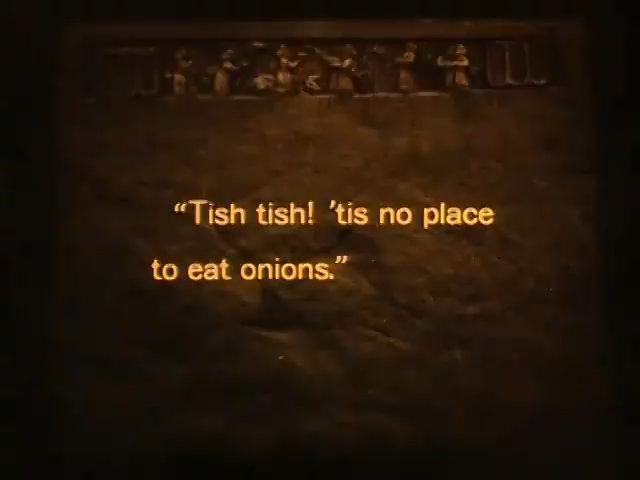 “Tish tish! ’tis no place
to eat onions.”